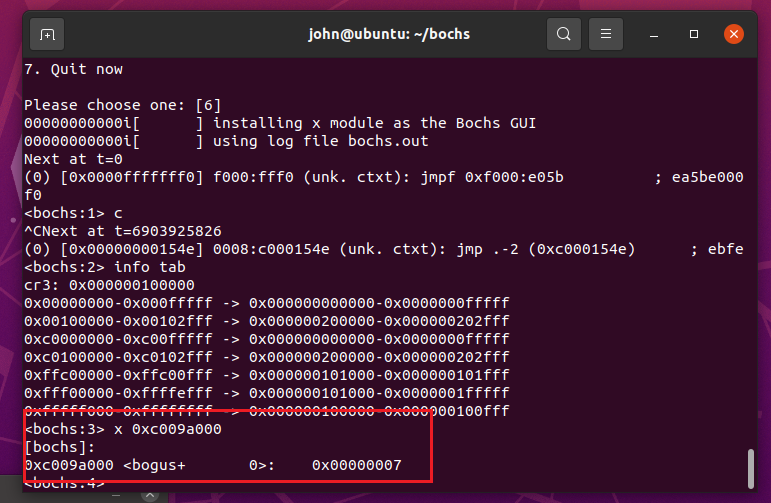 john@ubuntu: ~/bochs
7. Quit now
Please choose one: [6]
00000000000i[      ] installing x module as the Bochs GUI
00000000000i[      ] using log file bochs.out
Next at t=0
(0) [0x0000fffffff0] f000:fff0 (unk. ctxt): jmpf 0xf000:e05b          ; ea5be000
f0
<bochs:1> c
^CNext at t=6903925826
(0) [0x00000000154e] 0008:c000154e (unk. ctxt): jmp .-2 (0xc000154e)      ; ebfe
<bochs:2> info tab
cr3: 0x000000100000
0x00000000-0x000fffff -> 0x000000000000-0x0000000fffff
0x00100000-0x00102fff -> 0x000000200000-0x000000202fff
0xc0000000-0xc00fffff -> 0x000000000000-0x0000000fffff
0xc0100000-0xc0102fff -> 0x000000200000-0x000000202fff
0xffc00000-0xffc00fff -> 0x000000101000-0x000000101fff
0xfff00000-0xffffefff -> 0x000000101000-0x0000001fffff
0xfffff000-0xffffffff -> 0x000000100000-0x000000100fff
<bochs:3> x 0xc009a000
[bochs]:
0xc009a000 <bogus+       0>:    0x00000007
<bochs:4>